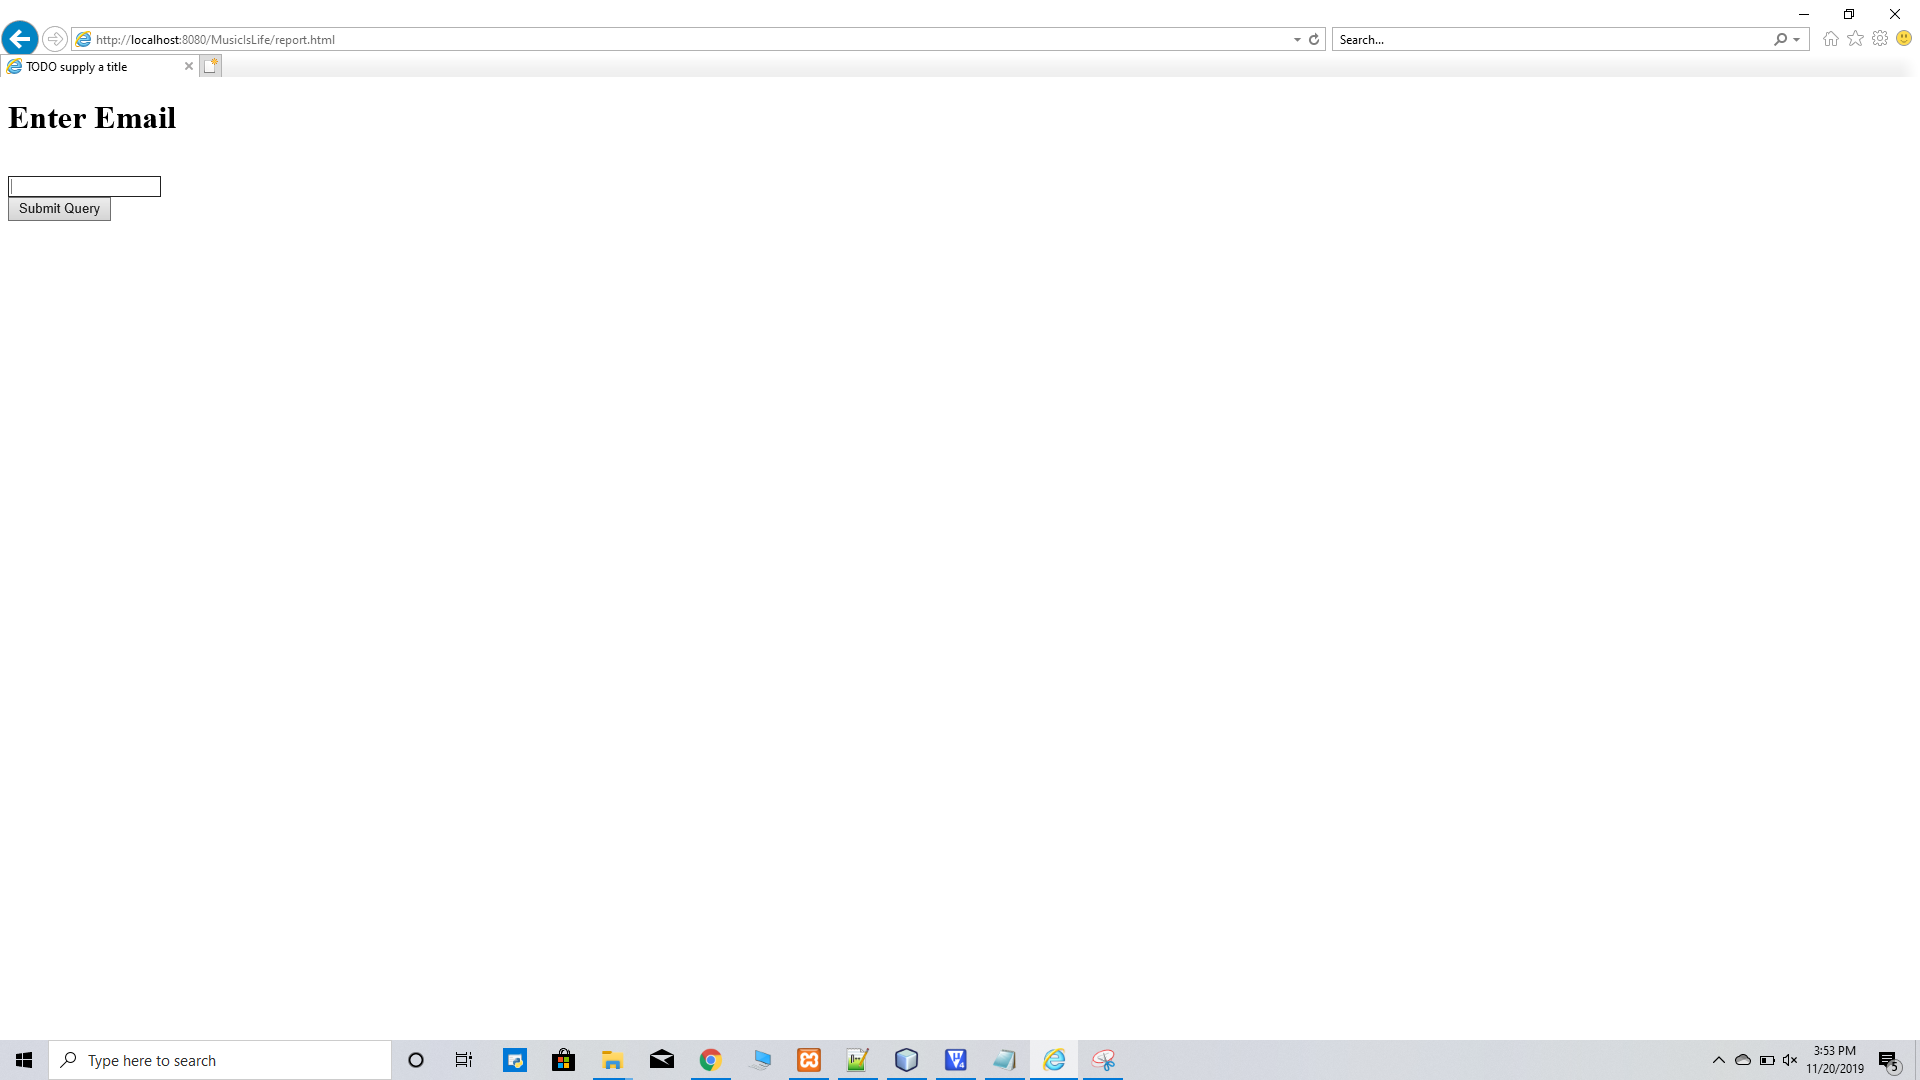 http://localhost:8080/MusicIsLife/report.html
Search...
TODO supply a title
Enter Email
Submit Query
Type here to search
3:53 PM
11/20/2019
5